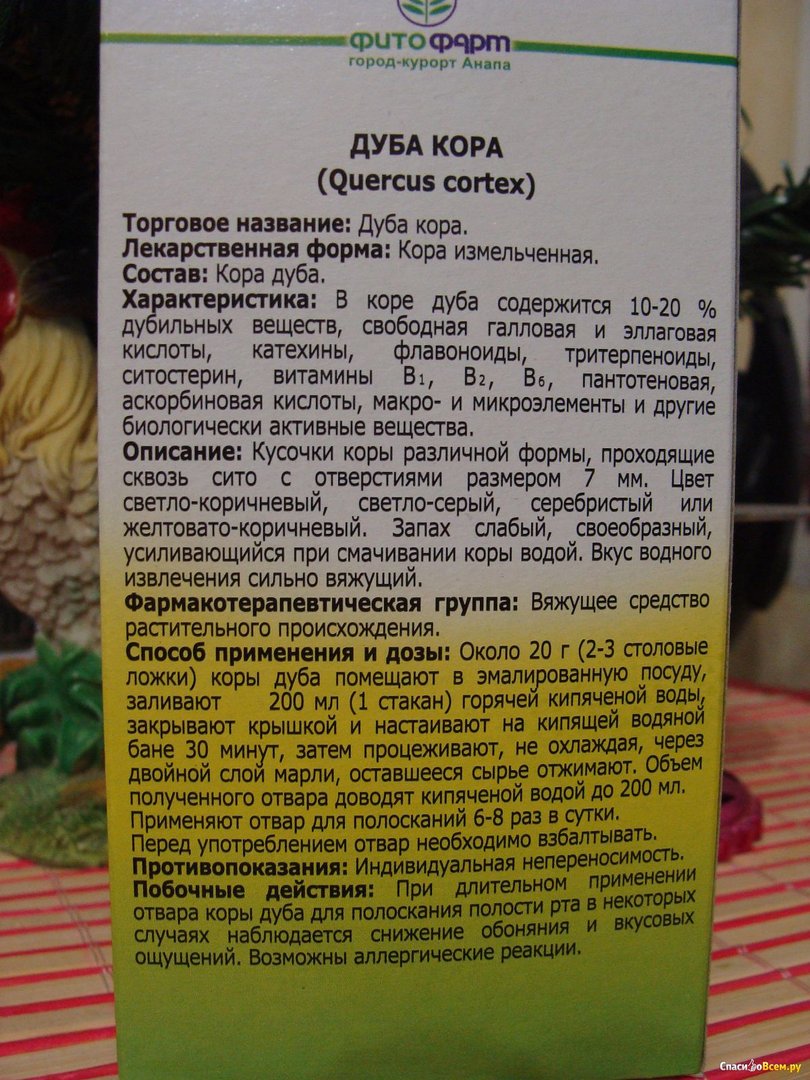 фитофарм
город-курорт Анапа
ДУБА КОРА
(Quercus cortex)
Торговое название: Дуба кора.
Лекарственная форма: Кора измельченная.
Состав: Кора дуба.
Характеристика: В коре дуба содержится 10-20 %
дубильных веществ, свободная галловая и эллаговая
кислоты, катехины, флавоноиды, тритерпеноиды,
ситостерин, витамины В1, В2, В6, пантотеновая,
аскорбиновая кислоты, макро- и микроэлементы и другие
биологически активные вещества.
Описание: Кусочки коры различной формы, проходящие
сквозь сито с отверстиями размером 7 мм. Цвет
светло-коричневый, светло-серый, серебристый или
желтовато-коричневый. Запах слабый, своеобразный,
усиливающийся при смачивании коры водой. Вкус водного
извлечения сильно вяжущий.
Фармакотерапевтическая группа: Вяжущее средство
растительного происхождения.
Способ применения и дозы: Около 20 г (2-3 столовые
ложки) коры дуба помещают в эмалированную посуду,
заливают 200 мл (1 стакан) горячей кипяченой воды,
закрывают крышкой и настаивают на кипящей водяной
бане 30 минут, затем процеживают, не охлаждая, через
двойной слой марли, оставшееся сырье отжимают. Объем
полученного отвара доводят кипяченой водой до 200 мл.
Применяют отвар для полосканий 6-8 раз в сутки.
Перед употреблением отвар необходимо взбалтывать.
Противопоказания: Индивидуальная непереносимость.
Побочные действия: При длительном применении
отвара коры дуба для полоскания полости рта в некоторых
случаях наблюдается снижение обоняния и вкусовых
ощущений. Возможны аллергические реакции.
СпасибоВсем.ру